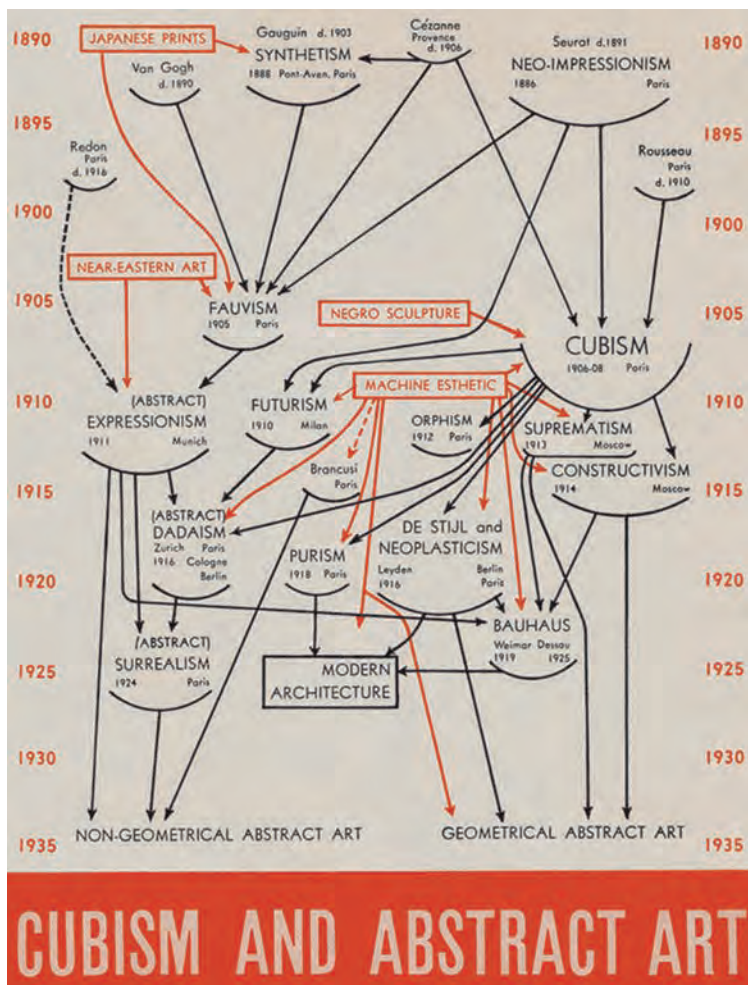 1890
JAPANESE PRINTS
Gauguin d. 1903
SYNTHETISM
1888 Pont-Aven, Paris
Cézanne
Provence
d. 1906
Seurat d.1891
NEO-IMPRESSIONISM
1886 Paris
1890
Van Gogh
d. 1890
1895
1895
Redon
Paris
d. 1916
Rousseau
Paris
d. 1910
1900
1900
NEAR-EASTERN ART
1905
FAUVISM
1905 Paris
NEGRO SCULPTURE
1905
CUBISM
1906-08 Paris
1910
(ABSTRACT)
EXPRESSIONISM
1911 Munich
FUTURISM
1910 Milan
MACHINE ESTHETIC
ORPHISM
1912 Paris
SUPREMATISM
1913 Moscow
1910
Brancusi
Paris
CONSTRUCTIVISM
1914 Moscow
1915
1915
(ABSTRACT)
DADAISM
Zurich Paris
1916 Cologne
Berlin
PURISM
1918 Paris
DE STIJL and
NEOPLASTICISM
Leyden Berlin
1916 Paris
1920
1920
(ABSTRACT)
SURREALISM
1924 Paris
BAUHAUS
Weimar Dessau
1919 1925
1925
MODERN
ARCHITECTURE
1925
1930
1930
1935
NON-GEOMETRICAL ABSTRACT ART
GEOMETRICAL ABSTRACT ART
1935
CUBISM AND ABSTRACT ART